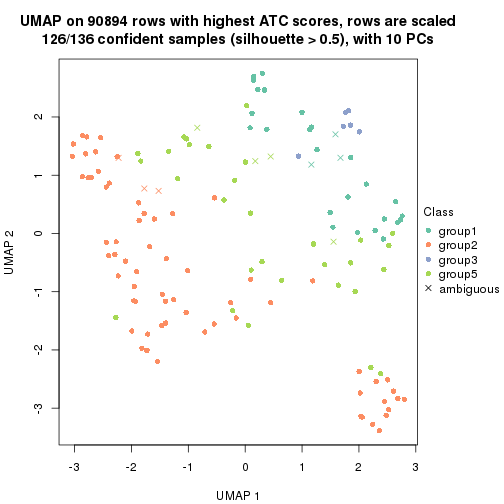 UMAP on 90894 rows with highest ATC scores, rows are scaled
126/136 confident samples (silhouette > 0.5), with 10 PCs
2
1
0
-1
-2
-3
UMAP 2
-3 -2 -1 0 1 2 3
UMAP 1
Class
group1
group2
group3
group5
ambiguous